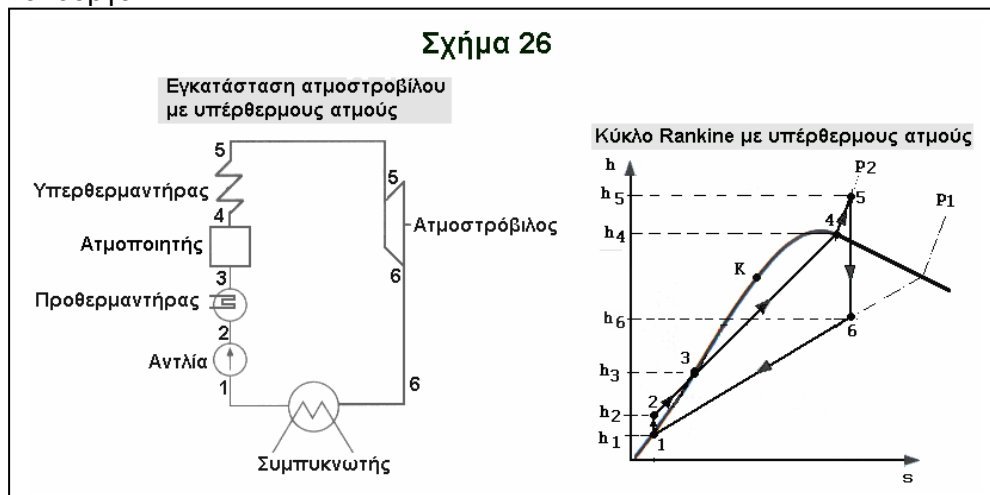 Σχήμα 26
Εγκατάσταση ατμοστροβίλου
με υπέρθερμους ατμούς
5
Υπερθερμαντήρας
4
Ατμοποιητής
3
Προθερμαντήρας
2
Αντλία
1
5
Ατμοστρόβιλος
6
6
Συμπυκνωτής
Κύκλο Rankine με υπέρθερμους ατμούς
h
P2
h5
5
P1
h4
4
K
h6
6
h3
3
h2
2
h1
1
s